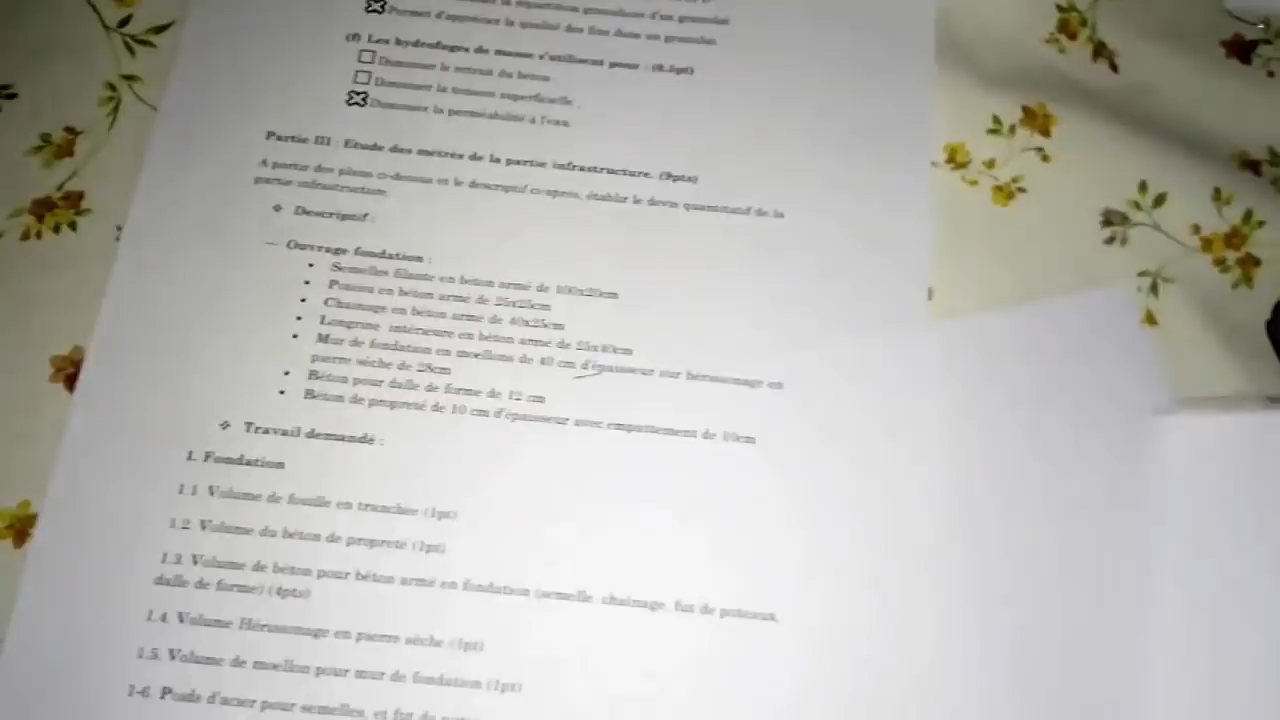 la répartition granulaire d'un granulat
Permet d'apprécier la qualité des fins dans un granulat.
(f) Les hydrofuges de masse s'utilisent pour : (0.5pt)
Diminuer le retrait du béton
Diminuer la tension superficielle.
Diminuer la perméabilité à l'eau
Partie III : Etude des métrés de la partie infrastructure. (9pts)
A partir des plans ci-dessus et le descriptif ci-après, établir le devis quantitatif de la
partie infrastructure.
❖ Descriptif :
— Ouvrage fondation :
• Semelles filante en béton armé de 100x20cm
• Poteau en béton armé de 25x25cm
• Chainage en béton armé de 40x25cm
• Longrine intérieure en béton armé de 25x40cm
• Mur de fondation en moellons de 40 cm d'épaisseur sur hérissonnage en
pierre sèche de 28cm
• Béton pour dalle de forme de 12 cm
• Béton de propreté de 10 cm d'épaisseur avec empattement de 10cm
❖ Travail demandé :
1. Fondation
1.1. Volume de fouille en tranchée (1pt)
1.2. Volume du béton de propreté (1pt)
1.3. Volume de béton pour béton armé en fondation (semelle, chainage, fut de poteaux,
dalle de forme) (4pts)
1.4. Volume Hérissonage en pierre sèche (1pt)
1.5. Volume de moellon pour mur de fondation (1pt)
1-6. Poids d'acier pour semelles, et fut de